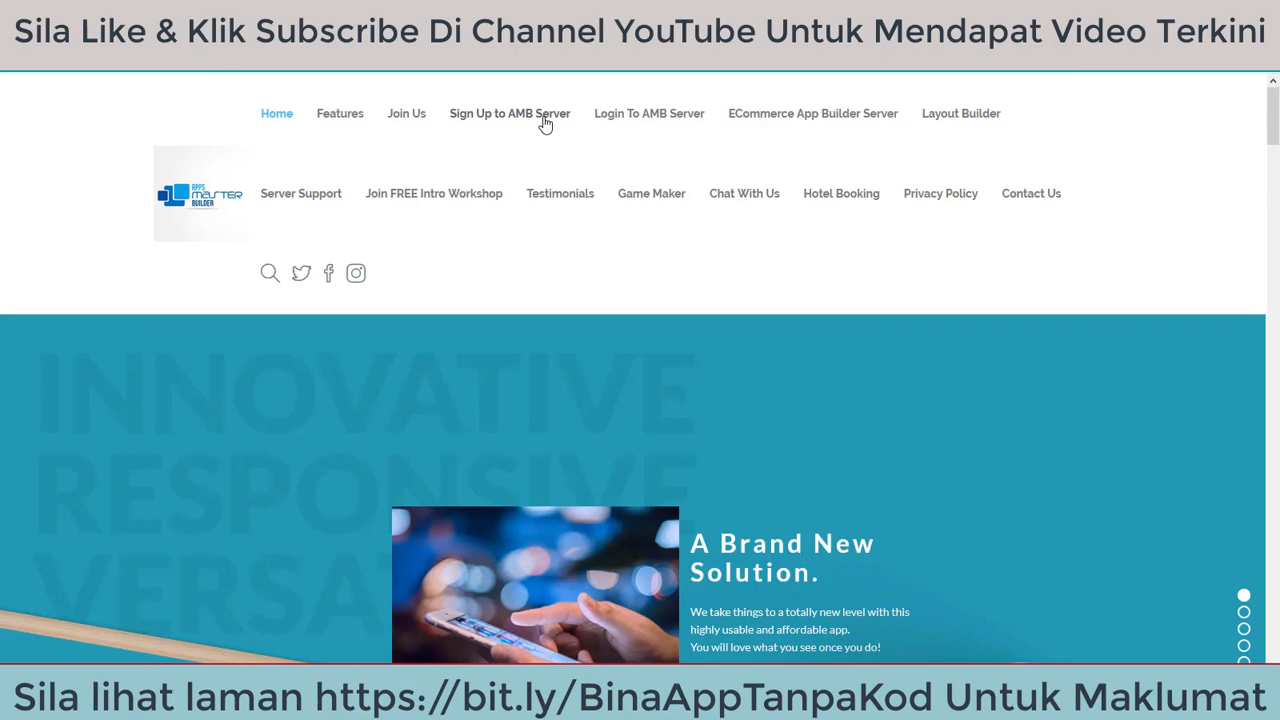 Sila Like & Klik Subscribe Di Channel YouTube Untuk Mendapat Video Terkini
Home Features Join Us Sign Up to AMB Server Login To AMB Server ECommerce App Builder Server Layout Builder
APPS
MASTER
BUILDER
Server Support Join FREE Intro Workshop Testimonials Game Maker Chat With Us Hotel Booking Privacy Policy Contact Us
INNOVATIVE
RESPONSIVE
A Brand New
Solution.
We take things to a totally new level with this
highly usable and affordable app.
You will love what you see once you do!
Sila lihat laman https://bit.ly/BinaAppTanpaKod Untuk Maklumat